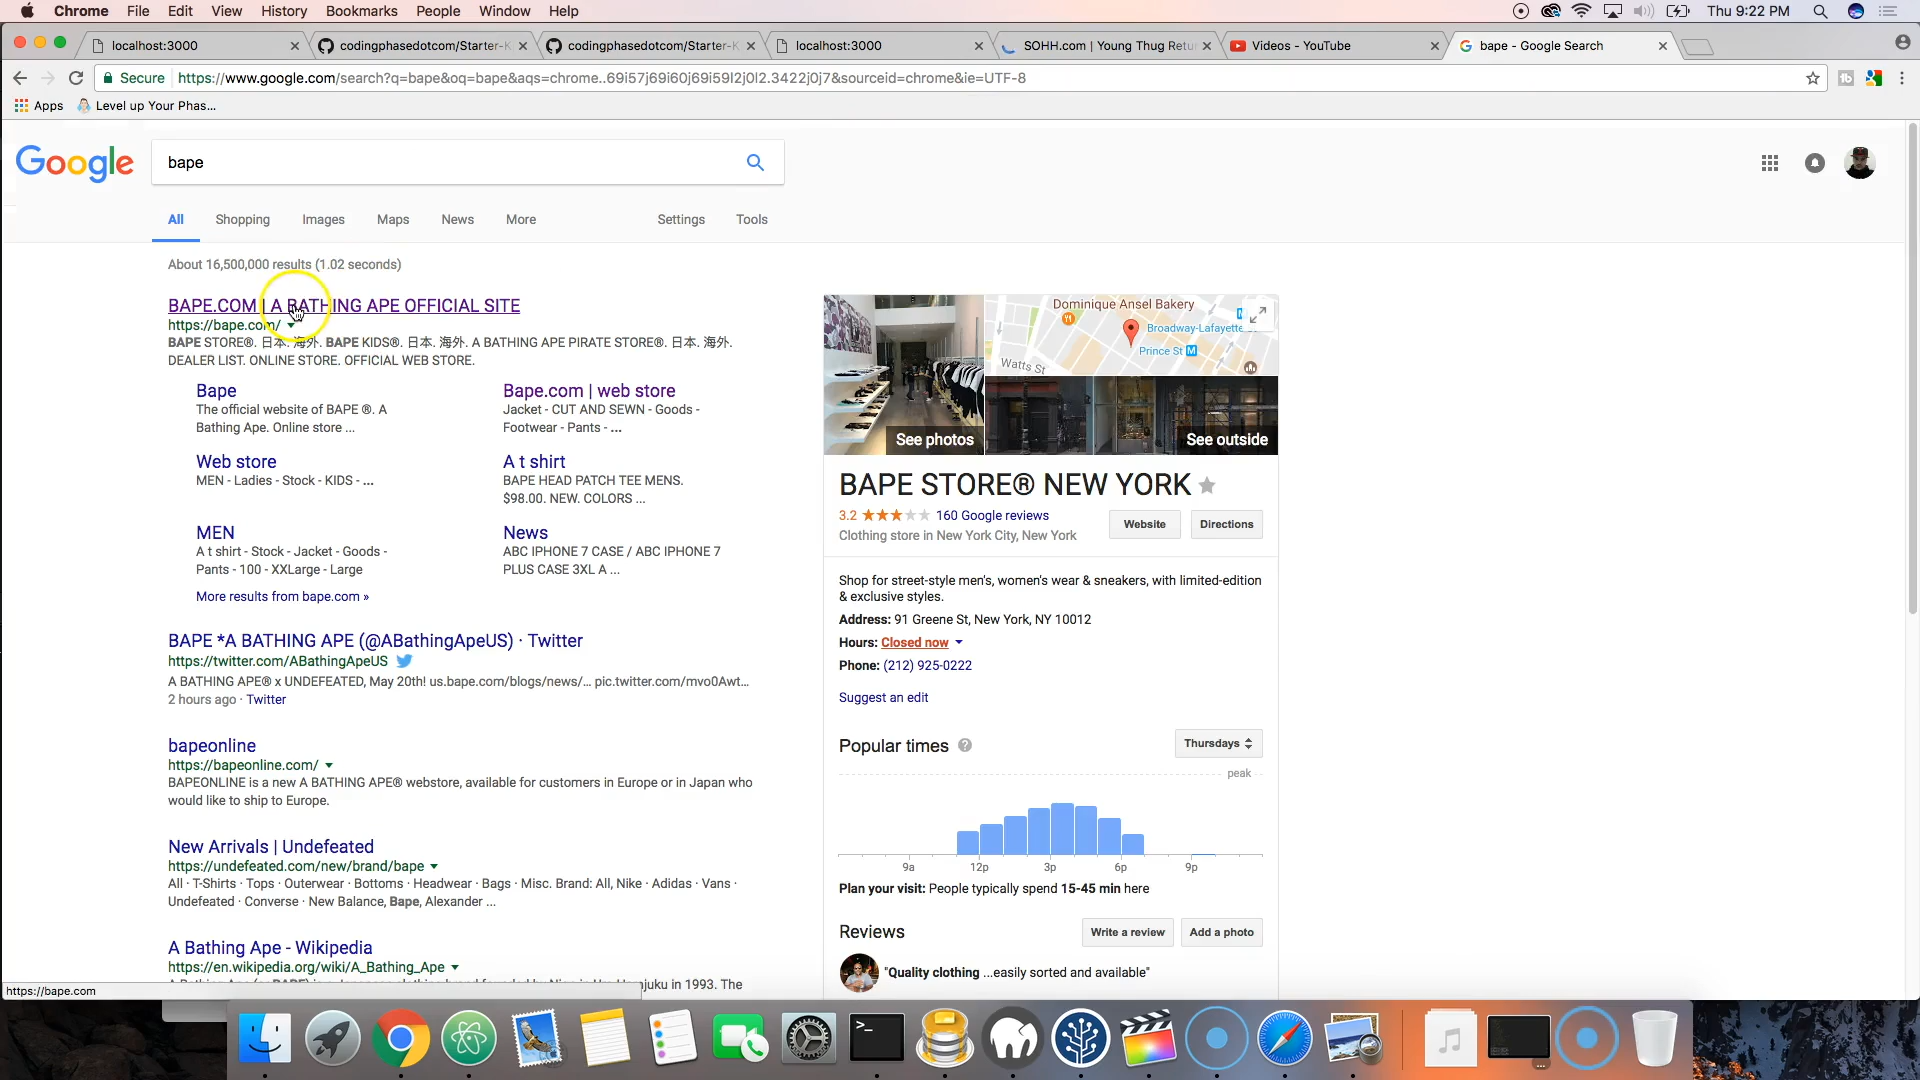 Chrome File Edit View History Bookmarks People Window Help Thu 9:22 PM
localhost:3000 codingphasedotcom/Starter-K codingphasedotcom/Starter-K localhost:3000 SOHH.com | Young Thug Retu Videos - YouTube bape - Google Search
Secure https://www.google.com/search?q=bape&oq=bape&aqs=chrome..69i57j69i60j69i59l2j0l2.3422j0j7&sourceid=chrome&ie=UTF-8
Apps Level up Your Phas...
Google bape
All Shopping Images Maps News More Settings Tools
About 16,500,000 results (1.02 seconds)
BAPE.COM | A BATHING APE OFFICIAL SITE
https://bape.com/
BAPE STORE®. 日本. 海外. BAPE KIDS®. 日本. 海外. A BATHING APE PIRATE STORE®. 日本. 海外.
DEALER LIST. ONLINE STORE. OFFICIAL WEB STORE.
Bape
The official website of BAPE ®. A
Bathing Ape. Online store ...
Bape.com | web store
Jacket - CUT AND SEWN - Goods -
Footwear - Pants - ...
Web store
MEN - Ladies - Stock - KIDS - ...
A t shirt
BAPE HEAD PATCH TEE MENS.
$98.00. NEW. COLORS ...
MEN
A t shirt - Stock - Jacket - Goods -
Pants - 100 - XXLarge - Large
News
ABC IPHONE 7 CASE / ABC IPHONE 7
PLUS CASE 3XL A ...
More results from bape.com »
BAPE *A BATHING APE (@ABathingApeUS) · Twitter
https://twitter.com/ABathingApeUS
A BATHING APE® x UNDEFEATED, May 20th! us.bape.com/blogs/news/... pic.twitter.com/mvo0Awt...
2 hours ago · Twitter
bapeonline
https://bapeonline.com/
BAPEONLINE is a new A BATHING APE® webstore, available for customers in Europe or in Japan who
would like to ship to Europe.
New Arrivals | Undefeated
https://undefeated.com/new/brand/bape
All · T-Shirts · Tops · Outerwear · Bottoms · Headwear · Bags · Misc. Brand: All, Nike · Adidas · Vans ·
Undefeated · Converse · New Balance, Bape, Alexander ...
A Bathing Ape - Wikipedia
https://en.wikipedia.org/wiki/A_Bathing_Ape
juku in 1993. The
https://bape.com
Dominique Ansel Bakery
Broadway-Lafayette
Prince St M
Watts St
See photos
See outside
BAPE STORE® NEW YORK
3.2 160 Google reviews
Clothing store in New York City, New York
Website Directions
Shop for street-style men's, women's wear & sneakers, with limited-edition
& exclusive styles.
Address: 91 Greene St, New York, NY 10012
Hours: Closed now
Phone: (212) 925-0222
Suggest an edit
Popular times ? Thursdays
peak
9a 12p 3p 6p 9p
Plan your visit: People typically spend 15-45 min here
Reviews Write a review Add a photo
"Quality clothing ...easily sorted and available"